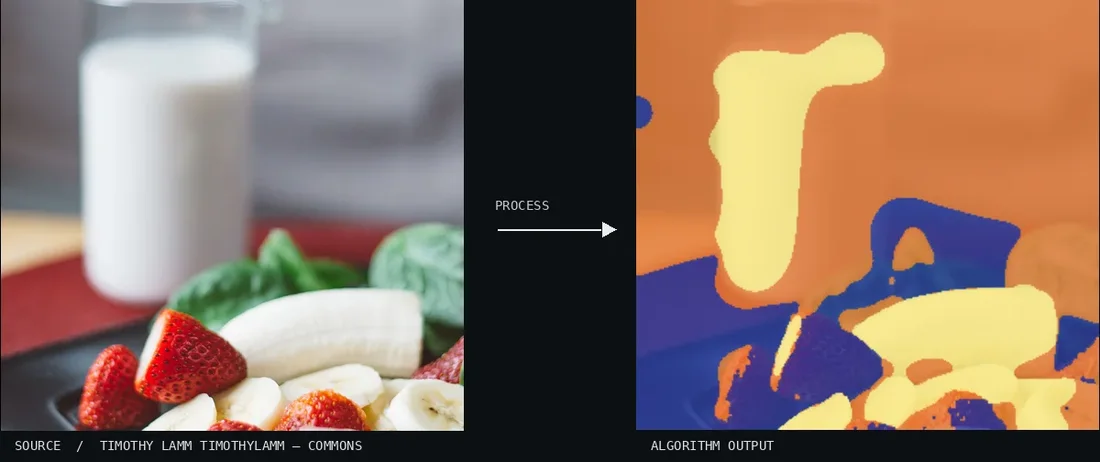 PROCESS
SOURCE / TIMOTHY LAMM TIMOTHYLAMM — COMMONS
ALGORITHM OUTPUT